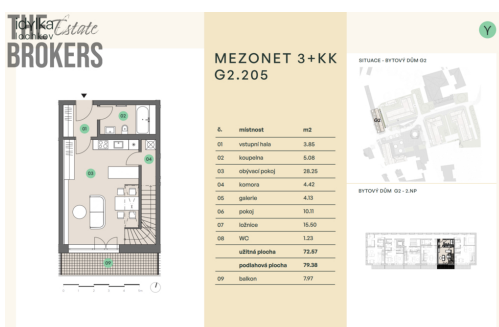 THE
idylka Estate
Líchkov
BROKERS
Y
MEZONET 3+KK
G2.205
č. místnost m2
01 vstupní hala 3.85
02 koupelna 5.08
03 obývací pokoj 28.25
04 komora 4.42
05 galerie 4.13
06 pokoj 10.11
07 ložnice 15.50
08 WC 1.23
užitná plocha 72.57
podlahová plocha 79.38
09 balkon 7.97
01
02
03
04
09
SITUACE - BYTOVÝ DŮM G2
BYTOVÝ DŮM G2 - 2.NP